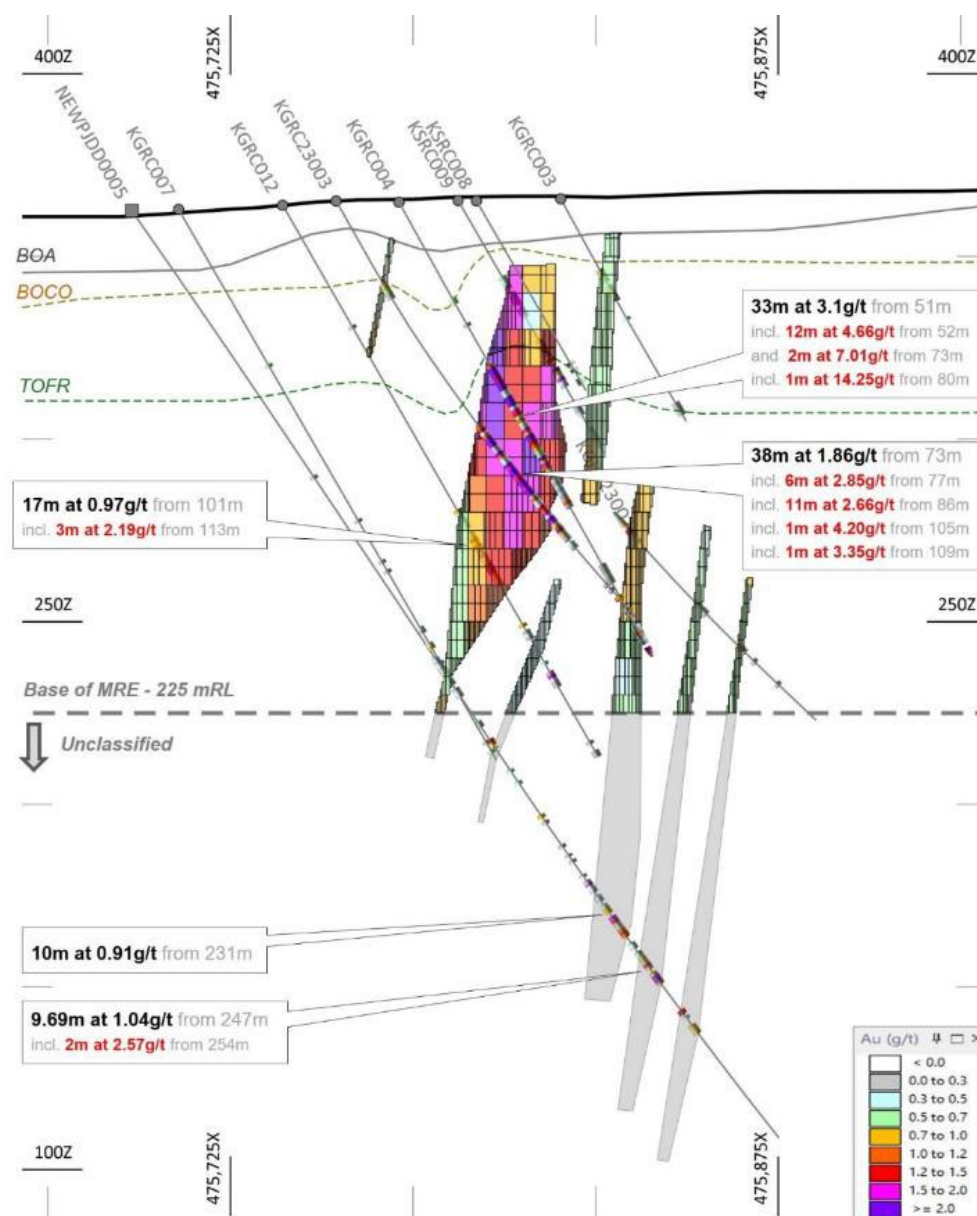 400Z
475,725X
475,875X
400Z
NEWPJDD0005
KGRC007
KGRC012
KGRC23003
KGRC004
KSRC009
KSRC008
KGRC003
BOA
BOCO
TOFR
33m at 3.1g/t from 51m
incl. 12m at 4.66g/t from 52m
and 2m at 7.01g/t from 73m
incl. 1m at 14.25g/t from 80m
38m at 1.86g/t from 73m
incl. 6m at 2.85g/t from 77m
incl. 11m at 2.66g/t from 86m
incl. 1m at 4.20g/t from 105m
incl. 1m at 3.35g/t from 109m
17m at 0.97g/t from 101m
incl. 3m at 2.19g/t from 113m
250Z
250Z
Base of MRE - 225 mRL
Unclassified
10m at 0.91g/t from 231m
9.69m at 1.04g/t from 247m
incl. 2m at 2.57g/t from 254m
100Z
475,725X
475,875X
Au (g/t)
< 0.0
0.0 to 0.3
0.3 to 0.5
0.5 to 0.7
0.7 to 1.0
1.0 to 1.2
1.2 to 1.5
1.5 to 2.0
>= 2.0